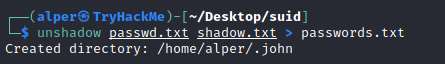 ┌──(alper㉿TryHackMe)-[~/Desktop/suid]
└─$ unshadow passwd.txt shadow.txt > passwords.txt
Created directory: /home/alper/.john